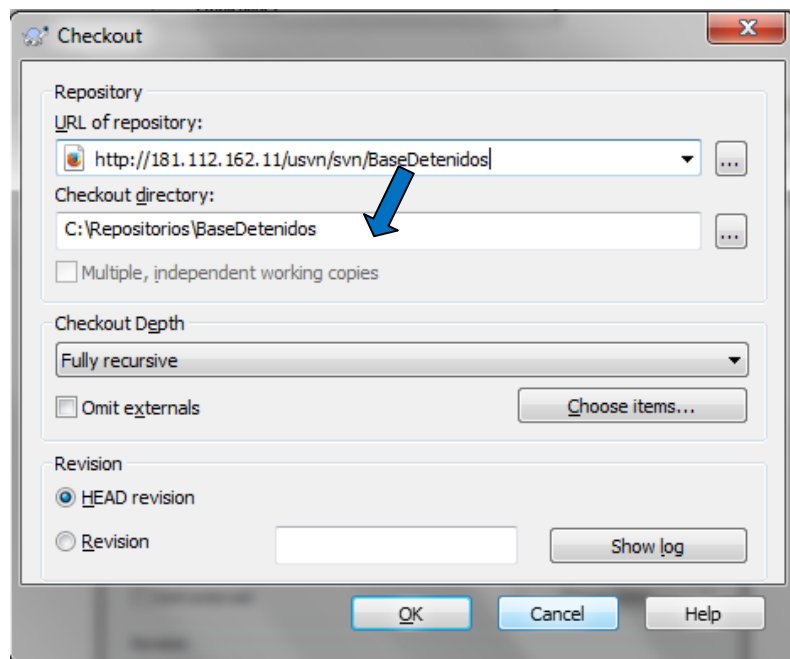 Checkout
Repository
URL of repository:
http://181.112.162.11/usvn/svn/BaseDetenidos
...
Checkout directory:
C:\Repositorios\BaseDetenidos
...
Multiple, independent working copies
Checkout Depth
Fully recursive
Omit externals
Choose items...
Revision
HEAD revision
Revision
Show log
OK Cancel Help